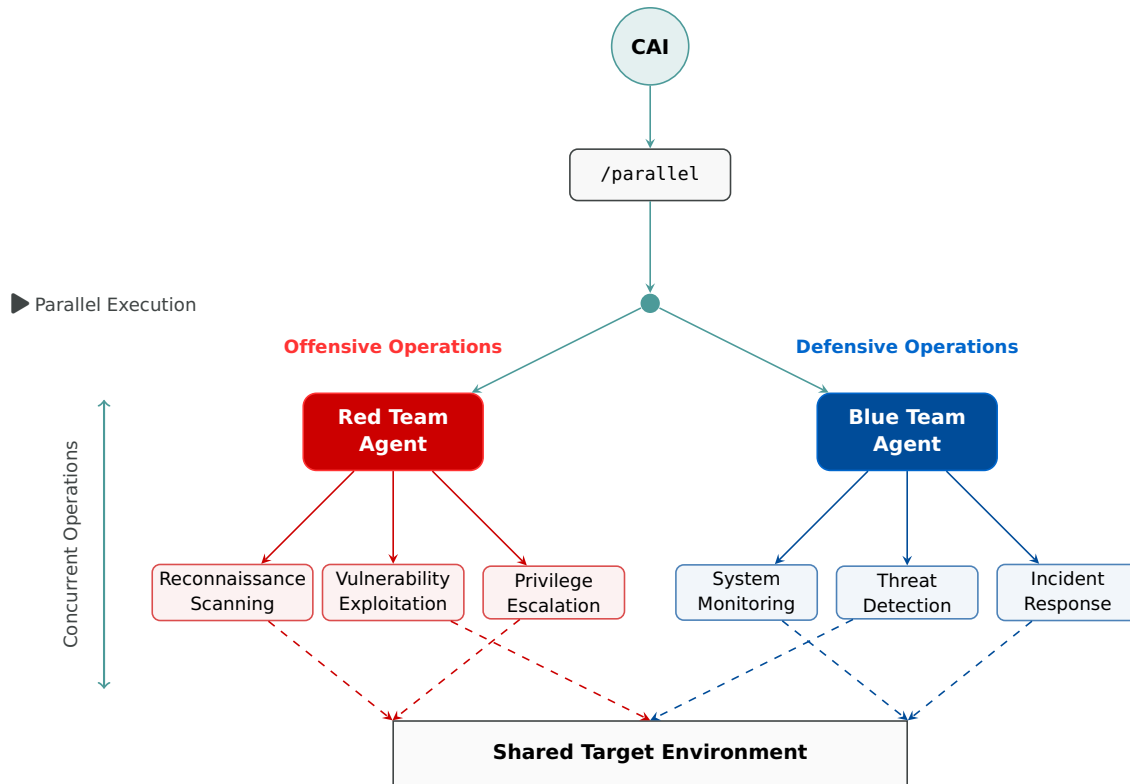 CAI
/parallel
Parallel Execution
Offensive Operations
Defensive Operations
Red Team
Agent
Blue Team
Agent
Concurrent Operations
Reconnaissance
Scanning
Vulnerability
Exploitation
Privilege
Escalation
System
Monitoring
Threat
Detection
Incident
Response
Shared Target Environment